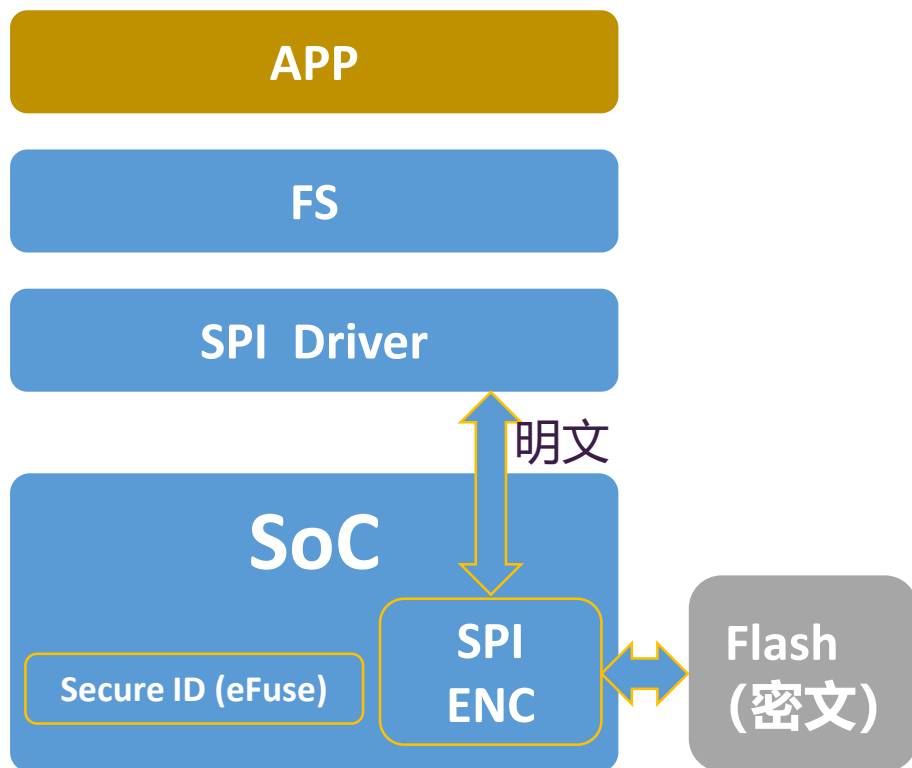 APP
FS
SPI  Driver
明文
SoC
SPI
ENC
Secure ID (eFuse)
Flash
(密文)